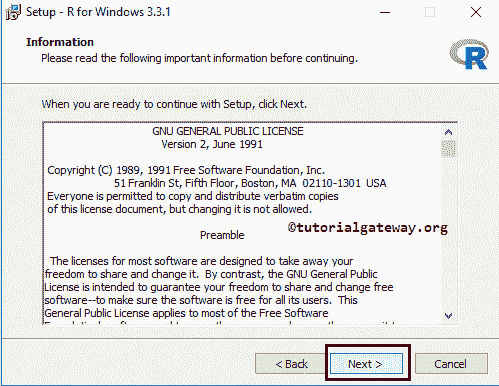 Setup - R for Windows 3.3.1
Information
Please read the following important information before continuing.
R
When you are ready to continue with Setup, click Next.
GNU GENERAL PUBLIC LICENSE
Version 2, June 1991
Copyright (C) 1989, 1991 Free Software Foundation, Inc.
51 Franklin St, Fifth Floor, Boston, MA 02110-1301 USA
Everyone is permitted to copy and distribute verbatim copies
of this license document, but changing it is not allowed.
©tutorialgateway.org
Preamble
The licenses for most software are designed to take away your
freedom to share and change it. By contrast, the GNU General Public
License is intended to guarantee your freedom to share and change free
software--to make sure the software is free for all its users. This
General Public License applies to most of the Free Software
< Back
Next >
Cancel